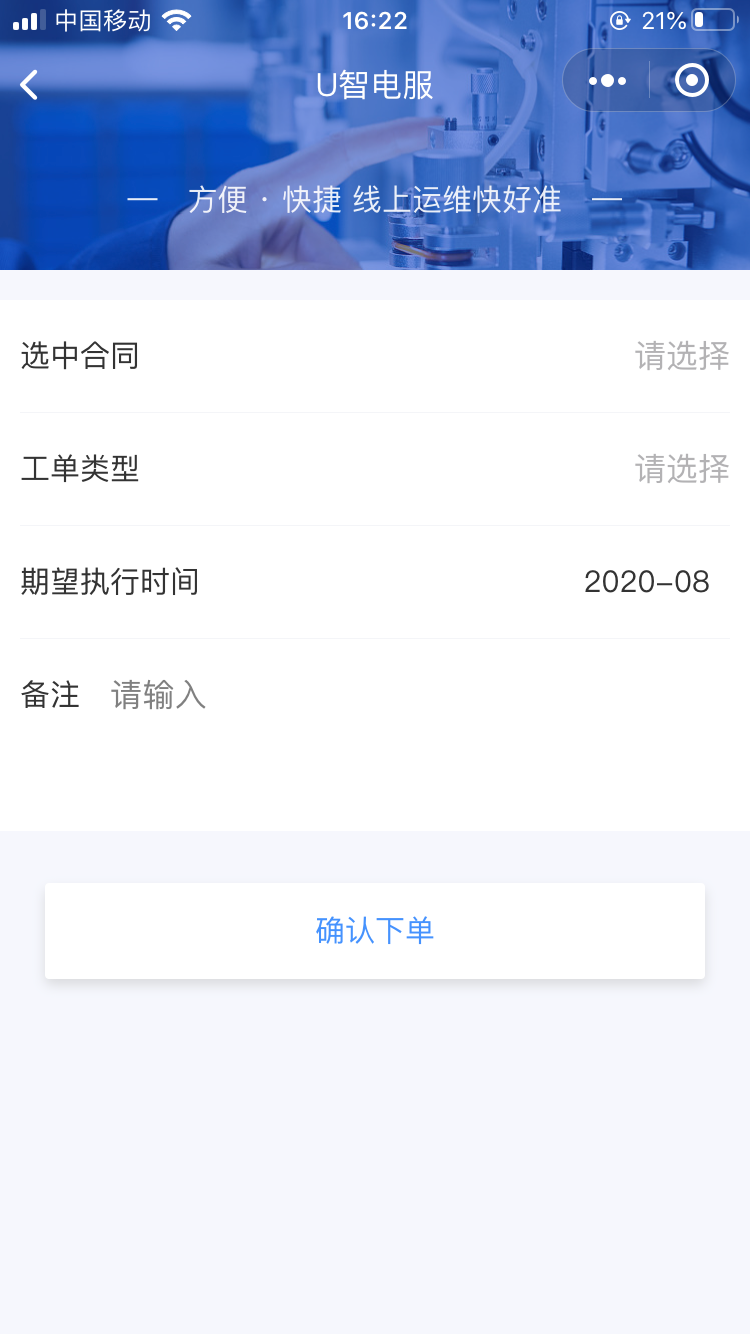 中国移动 16:22 21%
U智电服
— 方便 · 快捷 线上运维快好准 —
选中合同 请选择
工单类型 请选择
期望执行时间 2020-08
备注 请输入
确认下单